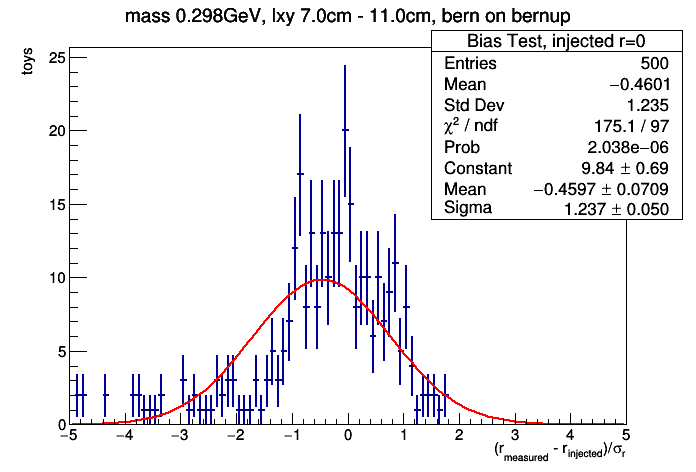 mass 0.298GeV, lxy 7.0cm - 11.0cm, bern on bernup
Bias Test, injected r=0
Entries 500
Mean −0.4601
Std Dev 1.235
χ² / ndf 175.1 / 97
Prob 2.038e−06
Constant 9.84 ± 0.69
Mean −0.4597 ± 0.0709
Sigma 1.237 ± 0.050
toys
25
20
15
10
5
0
−5 −4 −3 −2 −1 0 1 2 3 4 5
(r_measured - r_injected)/σ_r